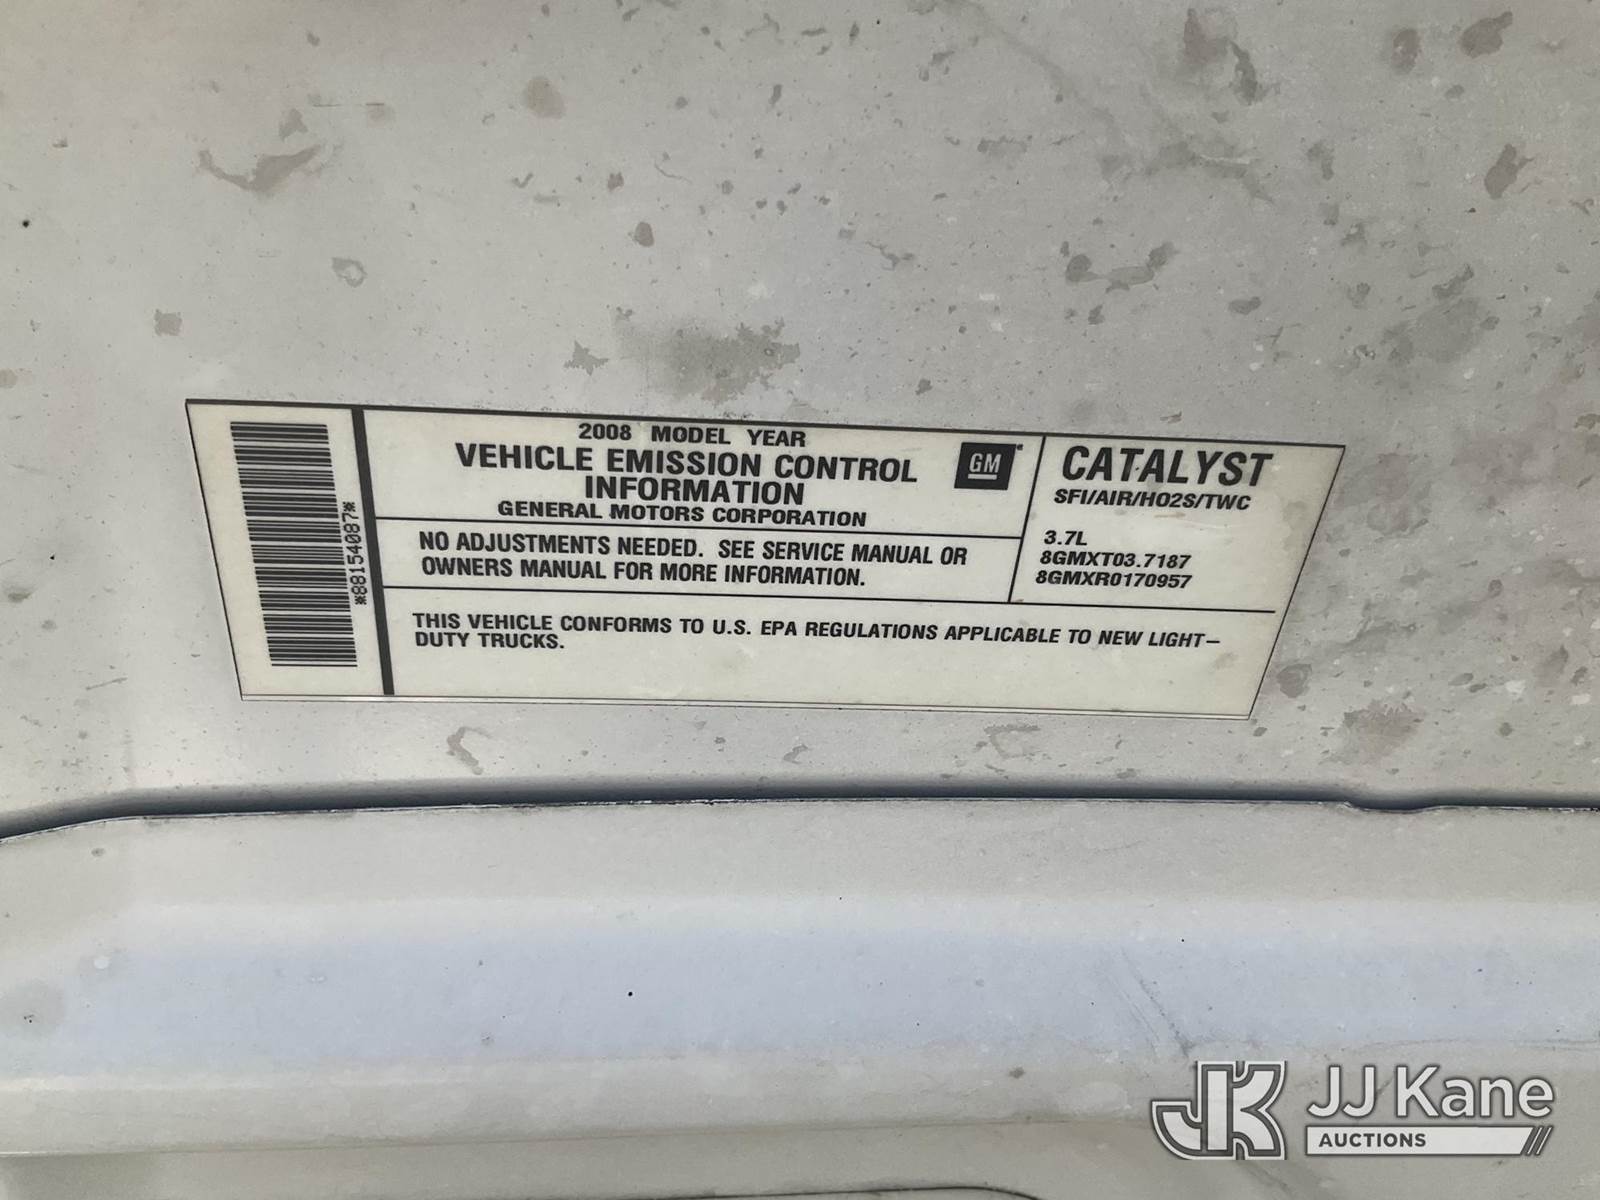 2008 MODEL YEAR
VEHICLE EMISSION CONTROL
INFORMATION
GENERAL MOTORS CORPORATION
GM
NO ADJUSTMENTS NEEDED. SEE SERVICE MANUAL OR
OWNERS MANUAL FOR MORE INFORMATION.
CATALYST
SFI/AIR/HO2S/TWC
3.7L
8GMXT03.7187
8GMXR0170957
THIS VEHICLE CONFORMS TO U.S. EPA REGULATIONS APPLICABLE TO NEW LIGHT—
DUTY TRUCKS.
*88154087*
JK JJ Kane
AUCTIONS